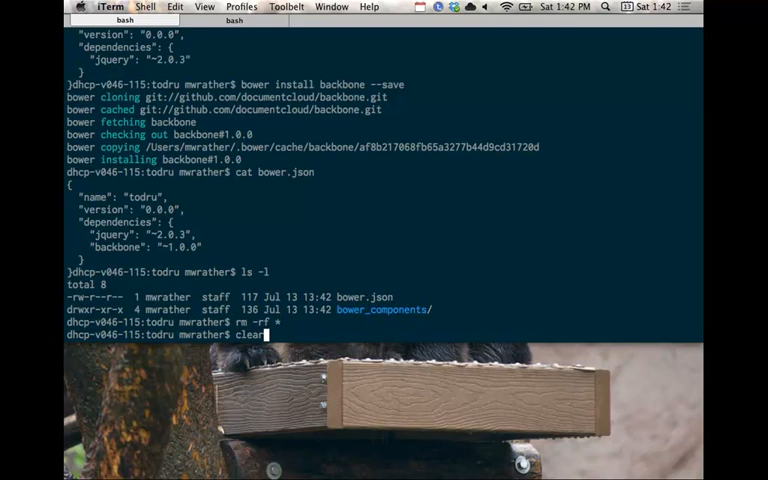 iTerm Shell Edit View Profiles Toolbelt Window Help Sat 1:42 PM 13 Sat 1:42
bash bash
"version": "0.0.0",
"dependencies": {
"jquery": "~2.0.3"
}
}dhcp-v046-115:todru mwrather$ bower install backbone --save
bower cloning git://github.com/documentcloud/backbone.git
bower cached git://github.com/documentcloud/backbone.git
bower fetching backbone
bower checking out backbone#1.0.0
bower copying /Users/mwrather/.bower/cache/backbone/af8b217068fb65a3277b44d9cd31720d
bower installing backbone#1.0.0
dhcp-v046-115:todru mwrather$ cat bower.json
{
"name": "todru",
"version": "0.0.0",
"dependencies": {
"jquery": "~2.0.3",
"backbone": "~1.0.0"
}
}dhcp-v046-115:todru mwrather$ ls -l
total 8
-rw-r--r-- 1 mwrather staff 117 Jul 13 13:42 bower.json
drwxr-xr-x 4 mwrather staff 136 Jul 13 13:42 bower_components/
dhcp-v046-115:todru mwrather$ rm -rf *
dhcp-v046-115:todru mwrather$ clear